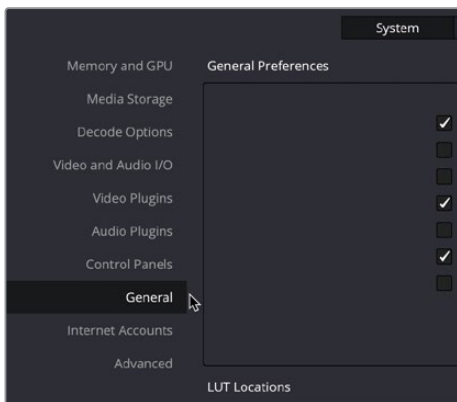 System
Memory and GPU
General Preferences
Media Storage
Decode Options
Video and Audio I/O
Video Plugins
Audio Plugins
Control Panels
General
Internet Accounts
Advanced
LUT Locations